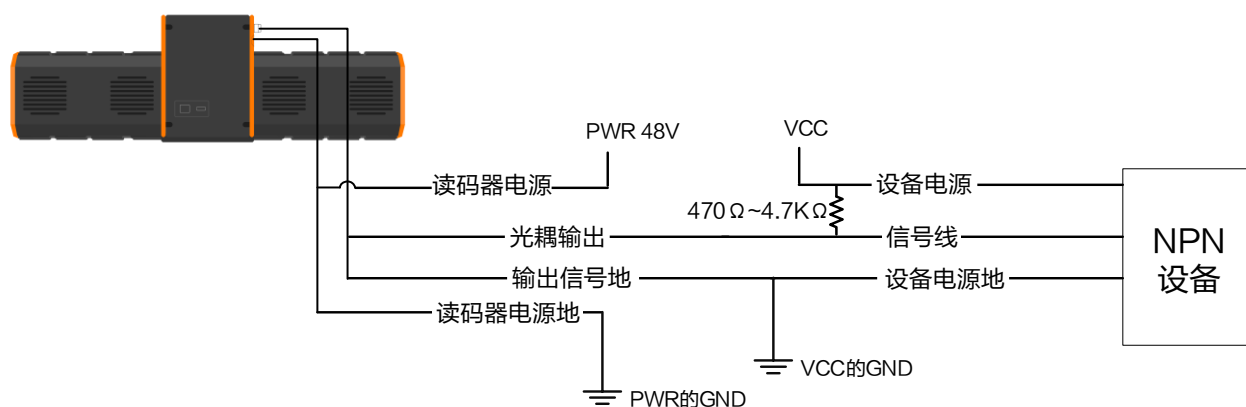 PWR 48V
VCC
读码器电源
设备电源
470Ω~4.7KΩ
光耦输出
信号线
NPN
设备
输出信号地
设备电源地
读码器电源地
VCC的GND
PWR的GND